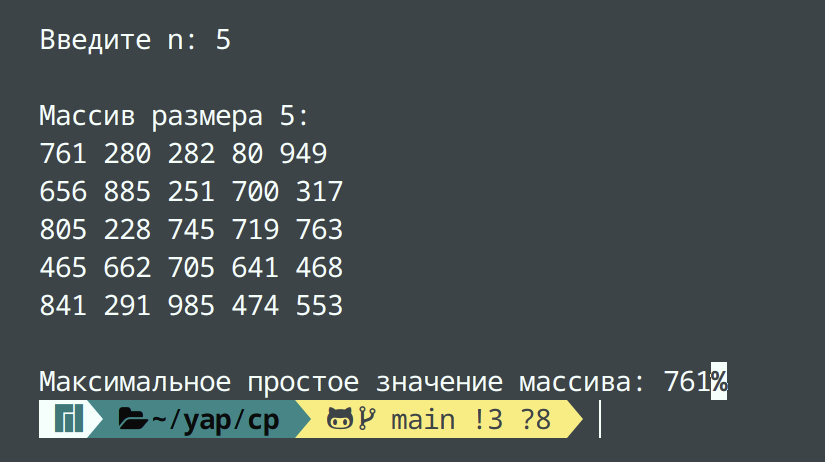 Введите n: 5
Массив размера 5:
761 280 282 80 949
656 885 251 700 317
805 228 745 719 763
465 662 705 641 468
841 291 985 474 553
Максимальное простое значение массива: 761%
~/yap/cp main !3 ?8